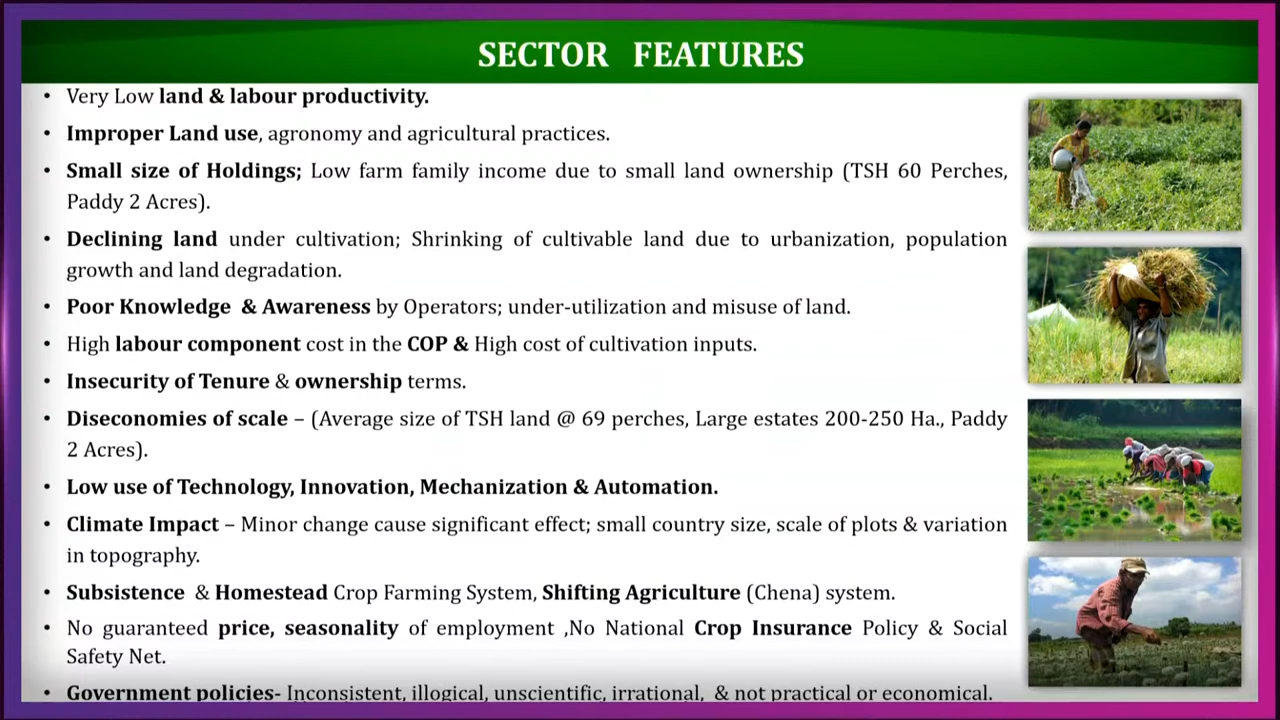 SECTOR FEATURES
• Very Low land & labour productivity.
• Improper Land use, agronomy and agricultural practices.
• Small size of Holdings; Low farm family income due to small land ownership (TSH 60 Perches,
Paddy 2 Acres).
• Declining land under cultivation; Shrinking of cultivable land due to urbanization, population
growth and land degradation.
• Poor Knowledge & Awareness by Operators; under-utilization and misuse of land.
• High labour component cost in the COP & High cost of cultivation inputs.
• Insecurity of Tenure & ownership terms.
• Diseconomies of scale – (Average size of TSH land @ 69 perches, Large estates 200-250 Ha., Paddy
2 Acres).
• Low use of Technology, Innovation, Mechanization & Automation.
• Climate Impact – Minor change cause significant effect; small country size, scale of plots & variation
in topography.
• Subsistence & Homestead Crop Farming System, Shifting Agriculture (Chena) system.
• No guaranteed price, seasonality of employment ,No National Crop Insurance Policy & Social
Safety Net.
• Government policies- Inconsistent, illogical, unscientific, irrational, & not practical or economical.